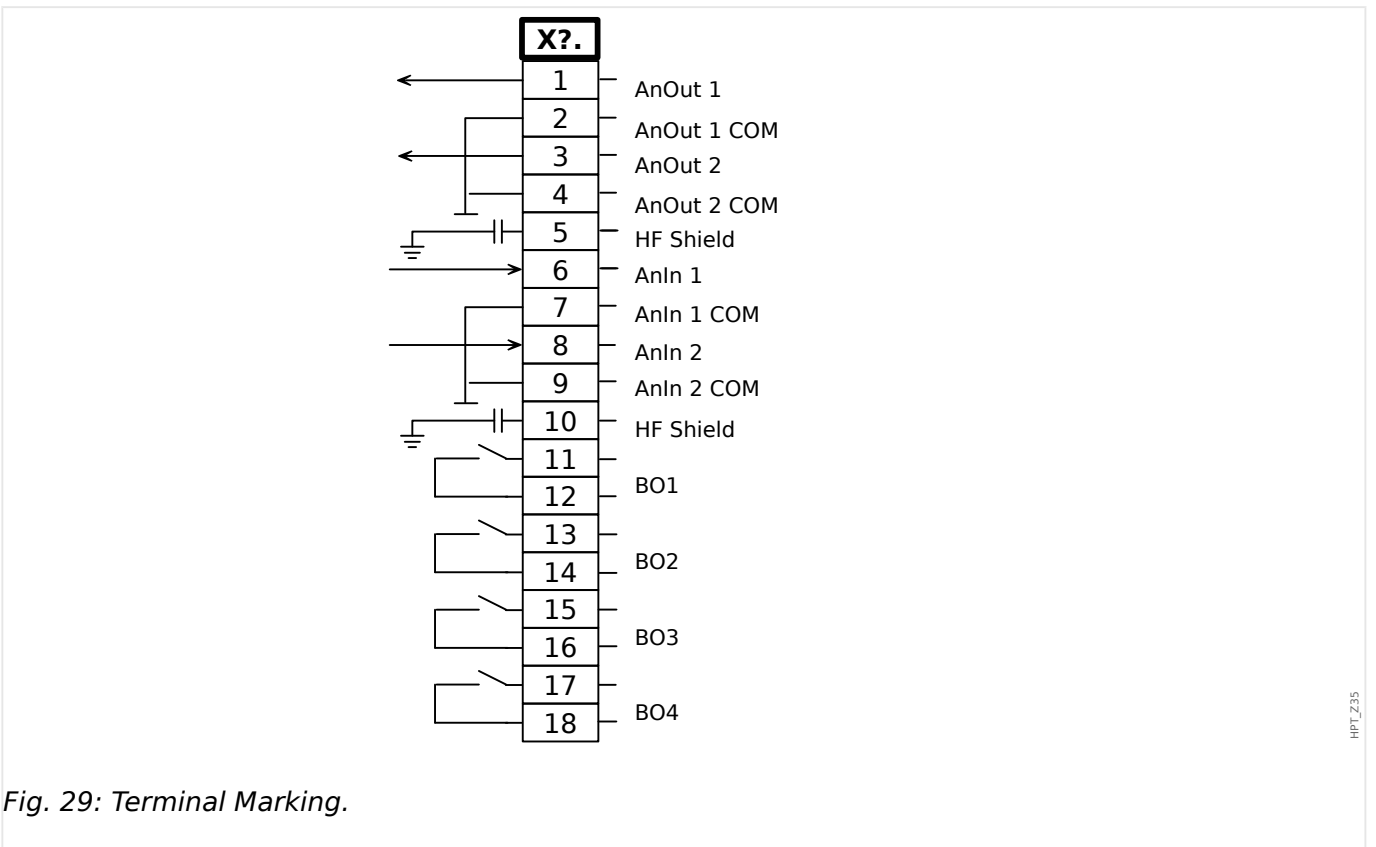 X?.
1 AnOut 1
2 AnOut 1 COM
3 AnOut 2
4 AnOut 2 COM
5 HF Shield
6 AnIn 1
7 AnIn 1 COM
8 AnIn 2
9 AnIn 2 COM
10 HF Shield
11
BO1
12
13
BO2
14
15
BO3
16
17
BO4
18
HPT_Z35
Fig. 29: Terminal Marking.